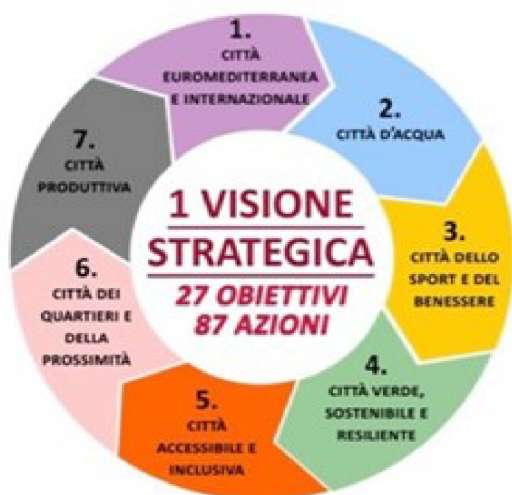 1.
CITTÀ
EUROMEDITERRANEA
E INTERNAZIONALE
2.
CITTÀ D'ACQUA
3.
CITTÀ DELLO
SPORT E DEL
BENESSERE
4.
CITTÀ VERDE,
SOSTENIBILE E
RESILIENTE
5.
CITTÀ
ACCESSIBILE E
INCLUSIVA
6.
CITTÀ DEI
QUARTIERI E
DELLA
PROSSIMITÀ
7.
CITTÀ
PRODUTTIVA
1 VISIONE
STRATEGICA
27 OBIETTIVI
87 AZIONI